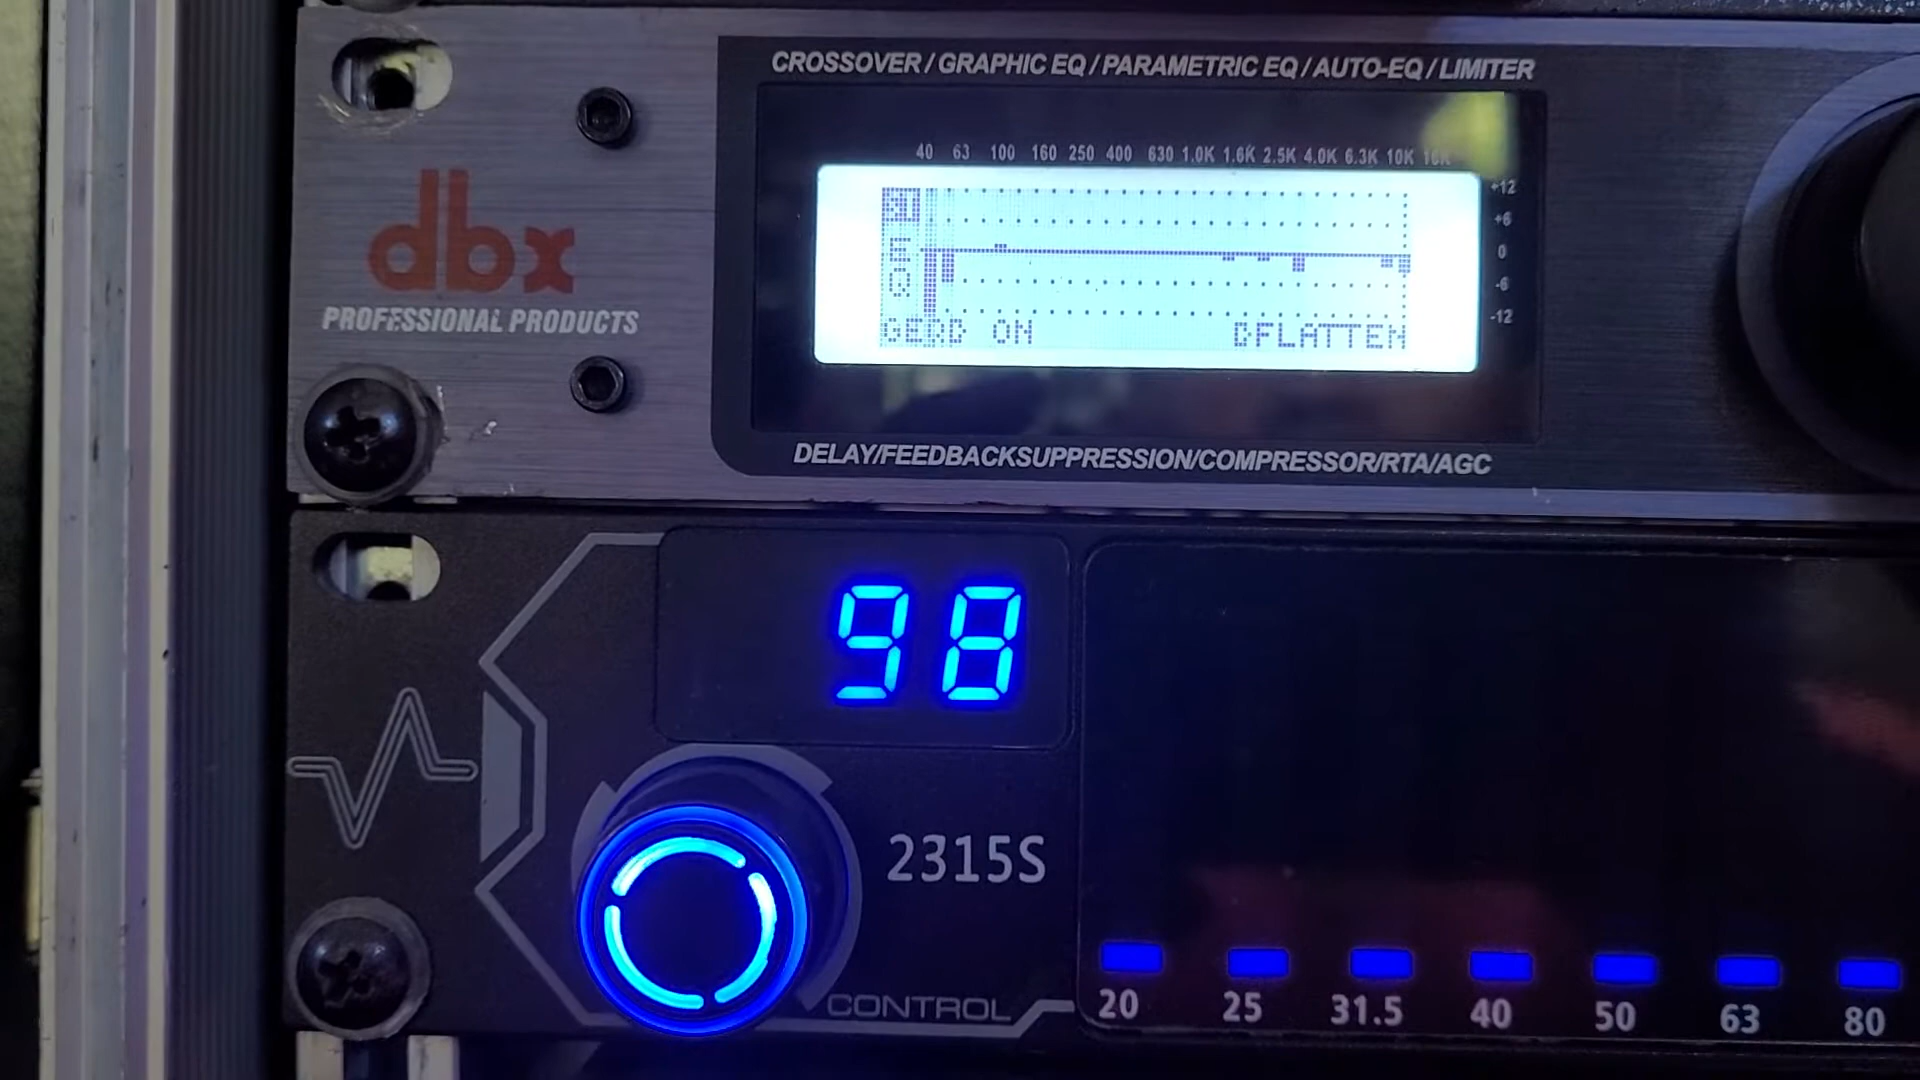 CROSSOVER / GRAPHIC EQ / PARAMETRIC EQ / AUTO-EQ / LIMITER
40 63 100 160 250 400 630 1.0K 1.6K 2.5K 4.0K 6.3K 10K 16K
+12
+6
0
-6
-12
EQ
ON FLATTEN
dbx
PROFESSIONAL PRODUCTS
DELAY/FEEDBACKSUPPRESSION/COMPRESSOR/RTA/AGC
98
2315S
CONTROL
20 25 31.5 40 50 63 80